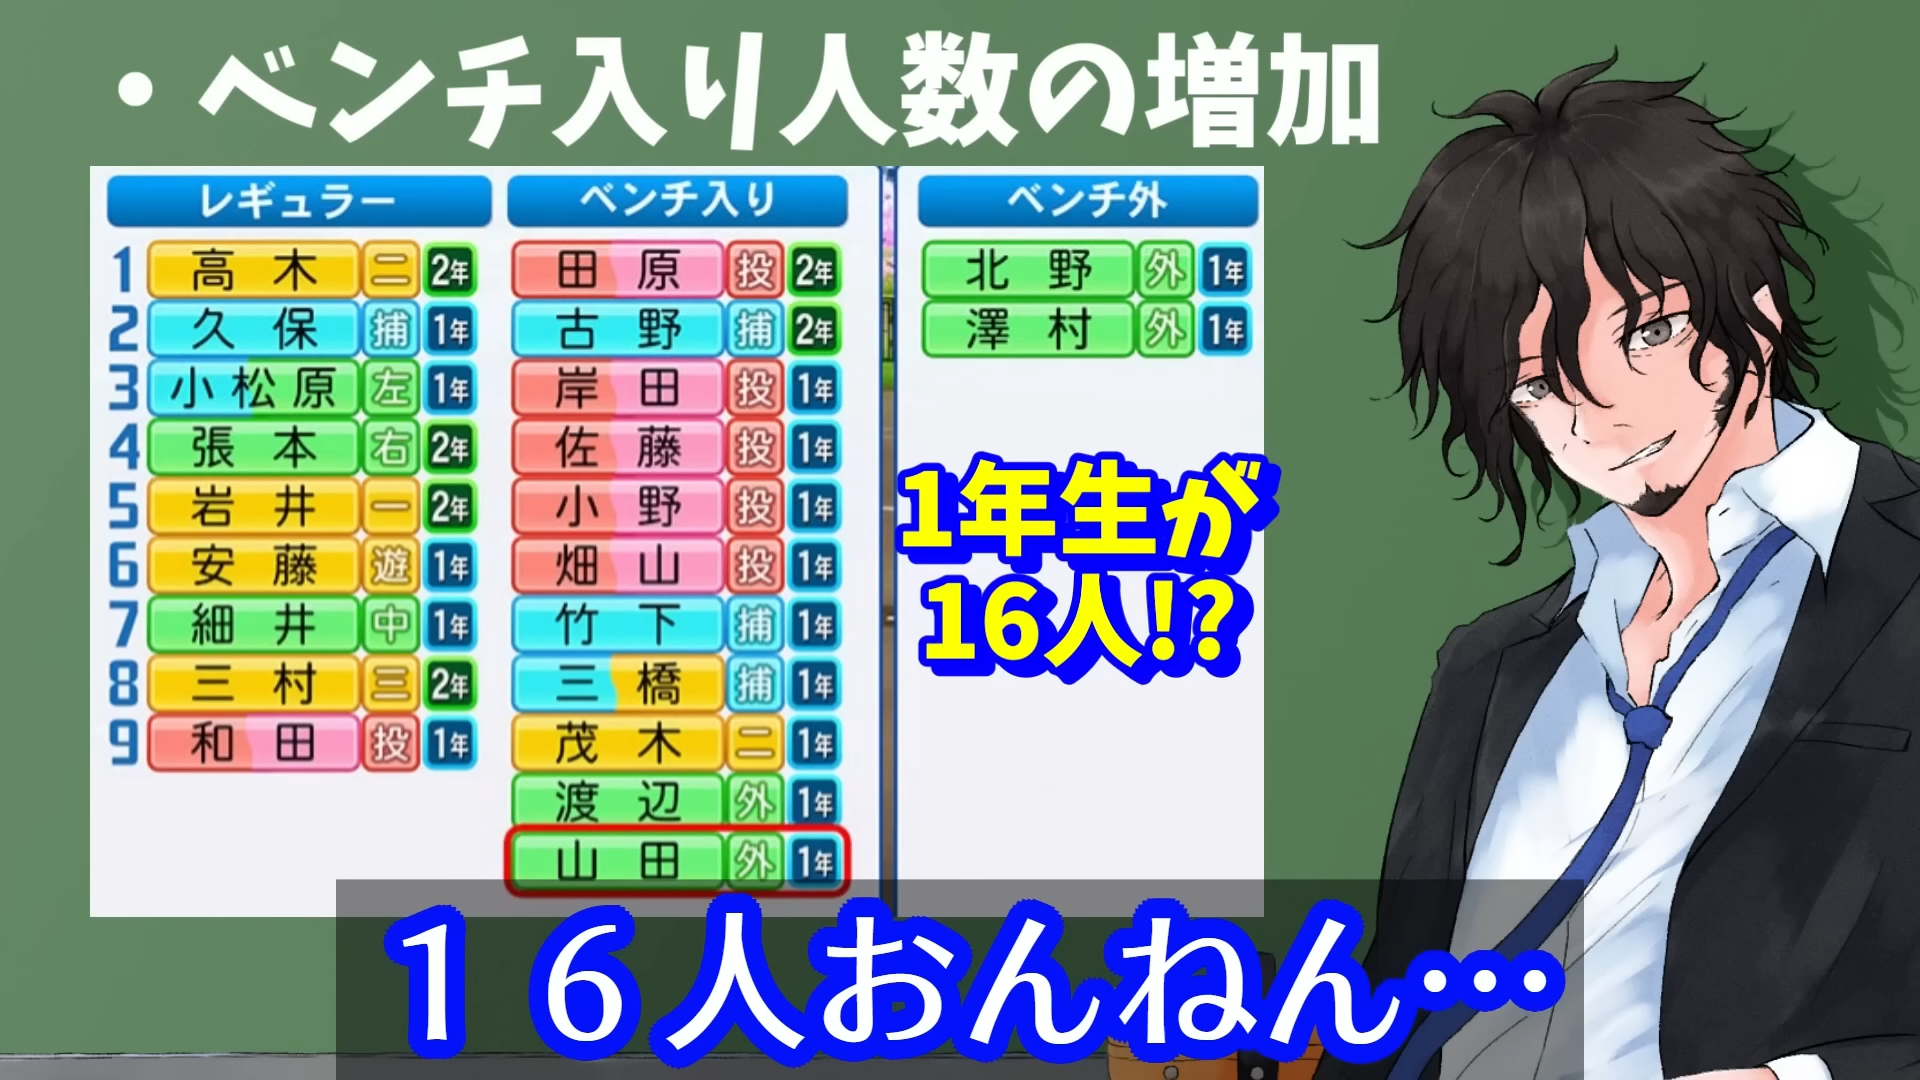 ・ベンチ入り人数の増加
レギュラー
1 高木 二 2年
2 久保 捕 1年
3 小松原 左 1年
4 張本 右 2年
5 岩井 一 2年
6 安藤 遊 1年
7 細井 中 1年
8 三村 三 2年
9 和田 投 1年
ベンチ入り
田原 投 2年
古野 捕 2年
岸田 投 1年
佐藤 投 1年
小野 投 1年
畑山 投 1年
竹下 捕 1年
三橋 捕 1年
茂木 二 1年
渡辺 外 1年
山田 外 1年
ベンチ外
北野 外 1年
澤村 外 1年
1年生が
16人!?
１６人おんねん…